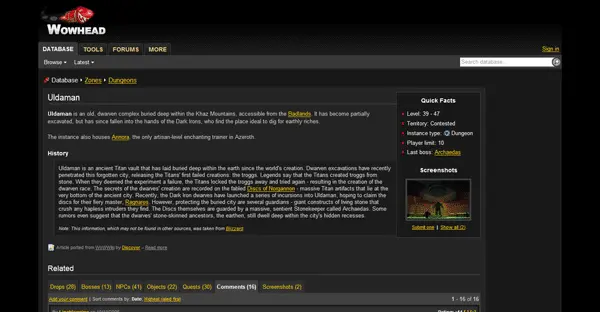 WOWHEAD
DATABASE TOOLS FORUMS MORE
Sign in
Browse Latest
Search database...
Database Zones Dungeons
Uldaman
Uldaman is an old, dwarven complex buried deep within the Khaz Mountains, accessible from the Badlands. It has become partially
excavated, but has since fallen into the hands of the Dark Irons, who find the place ideal to dig for earthly riches.
The instance also houses Annora, the only artisan-level enchanting trainer in Azeroth.
History
Uldaman is an ancient Titan vault that has laid buried deep within the earth since the world's creation. Dwarven excavations have recently
penetrated this forgotten city, releasing the Titans' first failed creations: the troggs. Legends say that the Titans created troggs from
stone. When they deemed the experiment a failure, the Titans locked the troggs away and tried again - resulting in the creation of the
dwarven race. The secrets of the dwarves' creation are recorded on the fabled Discs of Norgannon - massive Titan artifacts that lie at the
very bottom of the ancient city. Recently, the Dark Iron dwarves have launched a series of incursions into Uldaman, hoping to claim the
discs for their fiery master, Ragnaros. However, protecting the buried city are several guardians - giant constructs of living stone that
crush any hapless intruders they find. The Discs themselves are guarded by a massive, sentient Stonekeeper called Archaedas. Some
rumors even suggest that the dwarves' stone-skinned ancestors, the earthen, still dwell deep within the city's hidden recesses.
Note: This information, which may not be found in other sources, was taken from Blizzard
Article posted from WoWWiki by Discover – Read more
Quick Facts
Level: 39 - 47
Territory: Contested
Instance type: Dungeon
Player limit: 10
Last boss: Archaedas
Screenshots
Submit one | Show all (2)
Related
Drops (28) Bosses (13) NPCs (41) Objects (22) Quests (30) Comments (16) Screenshots (2)
Add your comment | Sort comments by: Date, Highest rated first
1 - 16 of 16